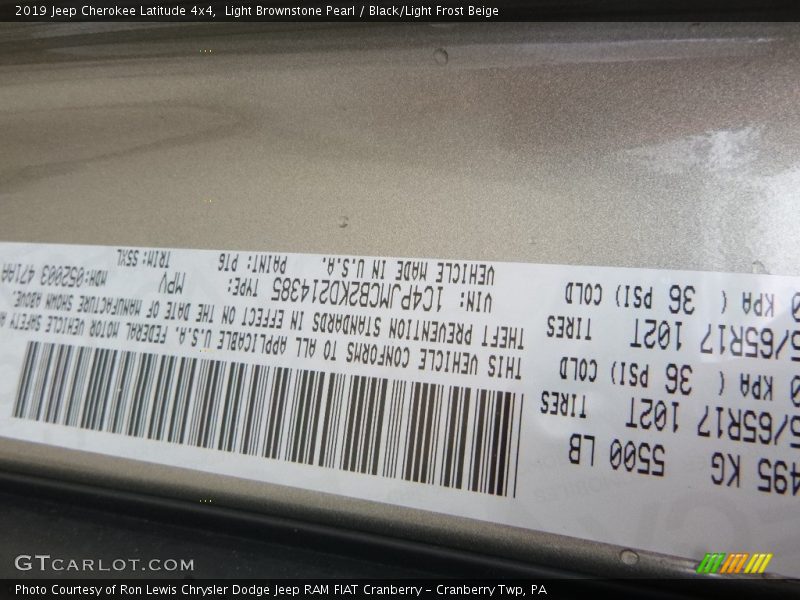 2019 Jeep Cherokee Latitude 4x4, Light Brownstone Pearl / Black/Light Frost Beige
495 KG 5500 LB
5/65R17 102T TIRES
0 KPA ( 36 PSI) COLD
5/65R17 102T TIRES
0 KPA ( 36 PSI) COLD
THIS VEHICLE CONFORMS TO ALL APPLICABLE U.S.A. FEDERAL MOTOR VEHICLE SAFETY
THEFT PREVENTION STANDARDS IN EFFECT ON THE DATE OF MANUFACTURE SHOWN ABOVE
VIN: 1C4PJMCB2KD214385 TYPE: MPV MDH:052003 471AA
VEHICLE MADE IN U.S.A. PAINT: PTG TRIM: S5XL
GTCARLOT.COM
Photo Courtesy of Ron Lewis Chrysler Dodge Jeep RAM FIAT Cranberry – Cranberry Twp, PA